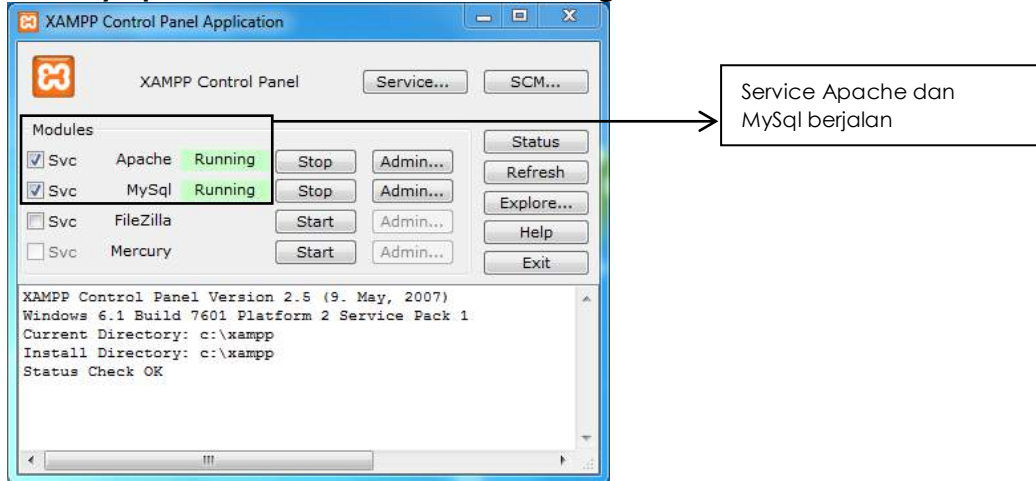 XAMPP Control Panel Application
XAMPP Control Panel Service... SCM...
Service Apache dan
MySql berjalan
Modules
Svc Apache Running Stop Admin...
Svc MySql Running Stop Admin...
Svc FileZilla Start Admin...
Svc Mercury Start Admin...
Status
Refresh
Explore...
Help
Exit
XAMPP Control Panel Version 2.5 (9. May, 2007)
Windows 6.1 Build 7601 Platform 2 Service Pack 1
Current Directory: c:\xampp
Install Directory: c:\xampp
Status Check OK